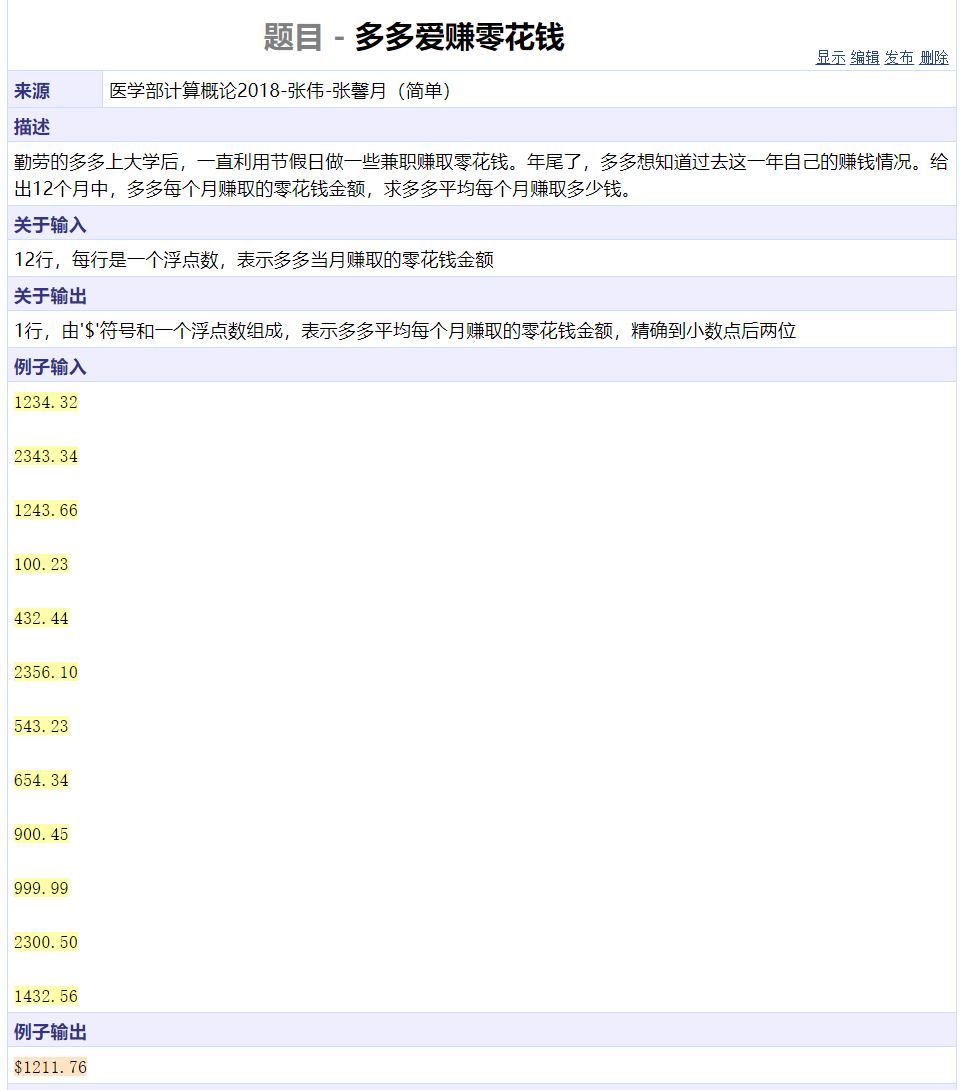 题目 - 多多爱赚零花钱
显示 编辑 发布 删除
来源 医学部计算概论2018-张伟-张馨月（简单）
描述
勤劳的多多上大学后，一直利用节假日做一些兼职赚取零花钱。年尾了，多多想知道过去这一年自己的赚钱情况。给
出12个月中，多多每个月赚取的零花钱金额，求多多平均每个月赚取多少钱。
关于输入
12行，每行是一个浮点数，表示多多当月赚取的零花钱金额
关于输出
1行，由'$'符号和一个浮点数组成，表示多多平均每个月赚取的零花钱金额，精确到小数点后两位
例子输入
1234.32
2343.34
1243.66
100.23
432.44
2356.10
543.23
654.34
900.45
999.99
2300.50
1432.56
例子输出
$1211.76